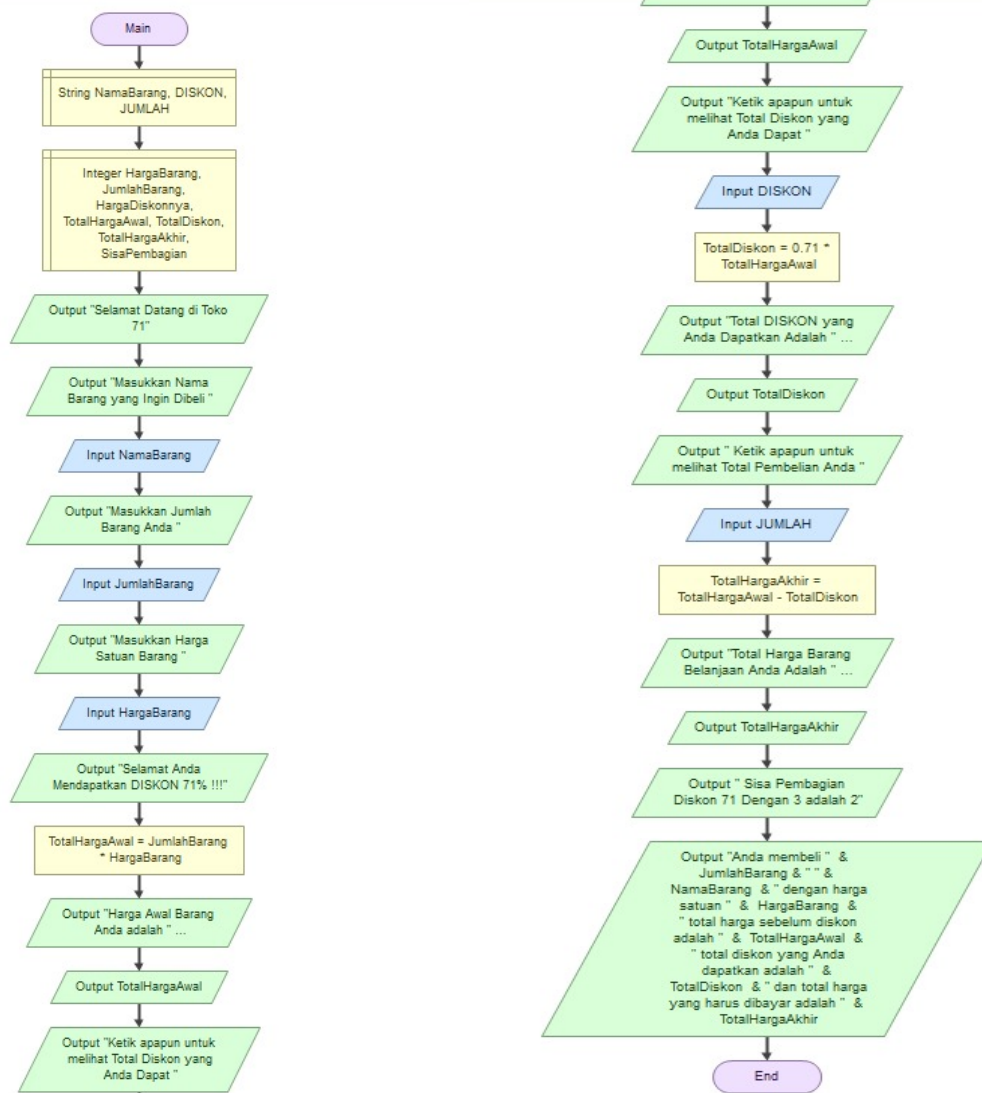 Main
String NamaBarang, DISKON,
JUMLAH
Integer HargaBarang,
JumlahBarang,
HargaDiskonnya,
TotalHargaAwal, TotalDiskon,
TotalHargaAkhir,
SisaPembagian
Output "Selamat Datang di Toko
71"
Output "Masukkan Nama
Barang yang Ingin Dibeli "
Input NamaBarang
Output "Masukkan Jumlah
Barang Anda "
Input JumlahBarang
Output "Masukkan Harga
Satuan Barang "
Input HargaBarang
Output "Selamat Anda
Mendapatkan DISKON 71% !!!"
TotalHargaAwal = JumlahBarang
* HargaBarang
Output "Harga Awal Barang
Anda adalah " ...
Output TotalHargaAwal
Output "Ketik apapun untuk
melihat Total Diskon yang
Anda Dapat "
Output TotalHargaAwal
Output "Ketik apapun untuk
melihat Total Diskon yang
Anda Dapat "
Input DISKON
TotalDiskon = 0.71 *
TotalHargaAwal
Output "Total DISKON yang
Anda Dapatkan Adalah " ...
Output TotalDiskon
Output " Ketik apapun untuk
melihat Total Pembelian Anda "
Input JUMLAH
TotalHargaAkhir =
TotalHargaAwal - TotalDiskon
Output "Total Harga Barang
Belanjaan Anda Adalah " ...
Output TotalHargaAkhir
Output " Sisa Pembagian
Diskon 71 Dengan 3 adalah 2"
Output "Anda membeli " &
JumlahBarang & " " &
NamaBarang & " dengan harga
satuan " & HargaBarang &
" total harga sebelum diskon
adalah " & TotalHargaAwal &
" total diskon yang Anda
dapatkan adalah " &
TotalDiskon & " dan total harga
yang harus dibayar adalah " &
TotalHargaAkhir
End